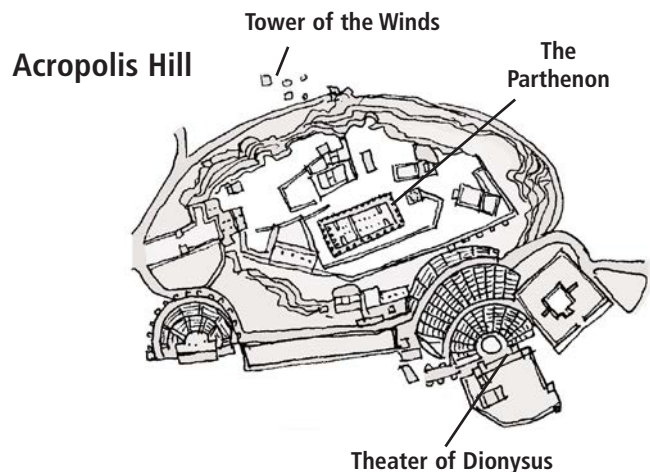 Tower of the Winds
Acropolis Hill
The
Parthenon
Theater of Dionysus